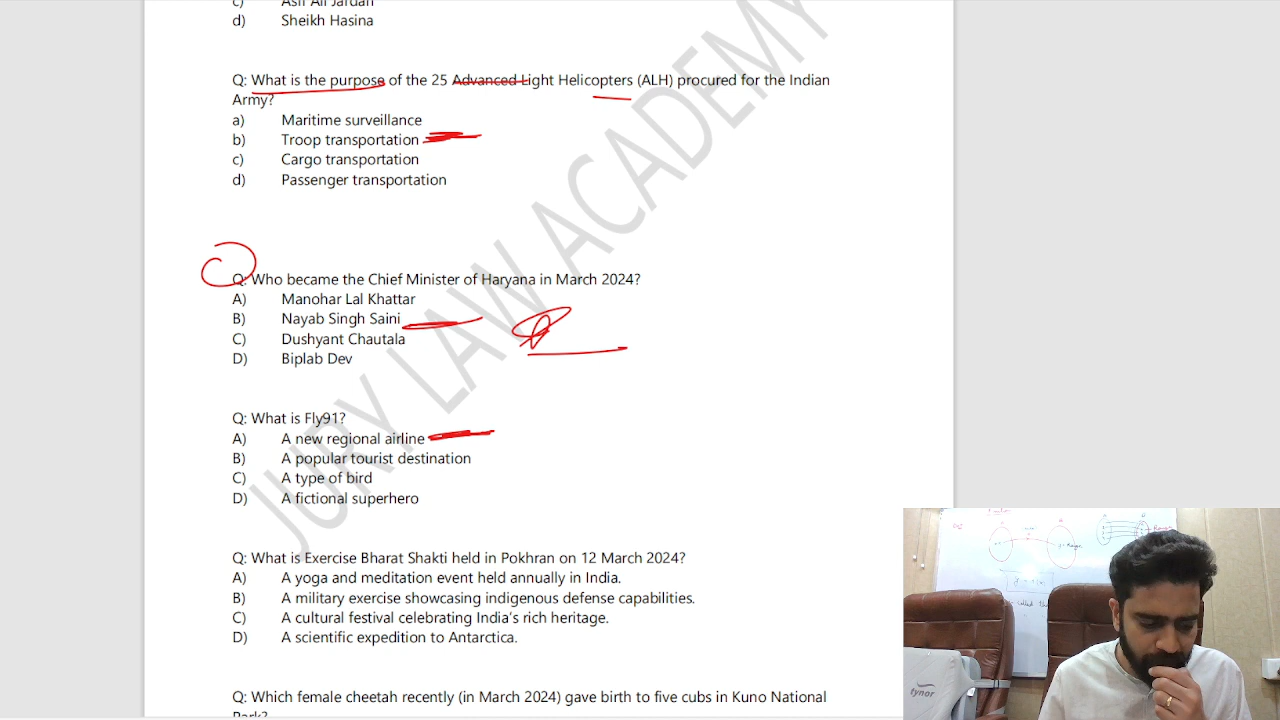 c) Asif Ali Jardari
d) Sheikh Hasina
Q: What is the purpose of the 25 Advanced Light Helicopters (ALH) procured for the Indian
Army?
a) Maritime surveillance
b) Troop transportation
c) Cargo transportation
d) Passenger transportation
Q: Who became the Chief Minister of Haryana in March 2024?
A) Manohar Lal Khattar
B) Nayab Singh Saini
C) Dushyant Chautala
D) Biplab Dev
Q: What is Fly91?
A) A new regional airline
B) A popular tourist destination
C) A type of bird
D) A fictional superhero
Q: What is Exercise Bharat Shakti held in Pokhran on 12 March 2024?
A) A yoga and meditation event held annually in India.
B) A military exercise showcasing indigenous defense capabilities.
C) A cultural festival celebrating India's rich heritage.
D) A scientific expedition to Antarctica.
Q: Which female cheetah recently (in March 2024) gave birth to five cubs in Kuno National
Park?
JURY LAW ACADEMY
tynor